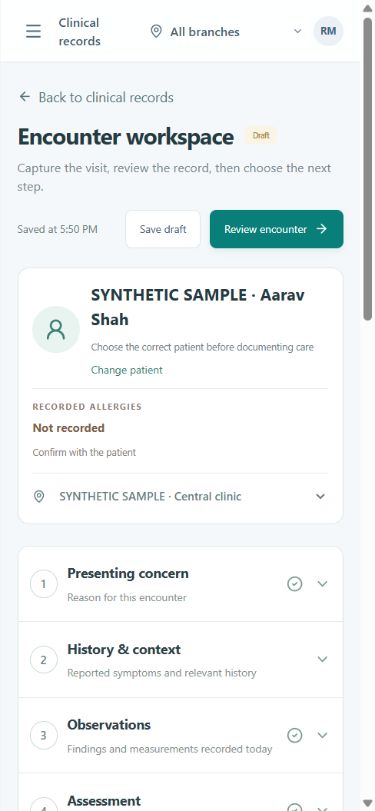 Clinical
records
All branches
RM
Back to clinical records
Encounter workspace
Draft
Capture the visit, review the record, then choose the next
step.
Saved at 5:50 PM
Save draft
Review encounter
SYNTHETIC SAMPLE · Aarav
Shah
Choose the correct patient before documenting care
Change patient
RECORDED ALLERGIES
Not recorded
Confirm with the patient
SYNTHETIC SAMPLE · Central clinic
1
Presenting concern
Reason for this encounter
2
History & context
Reported symptoms and relevant history
3
Observations
Findings and measurements recorded today
4
Assessment